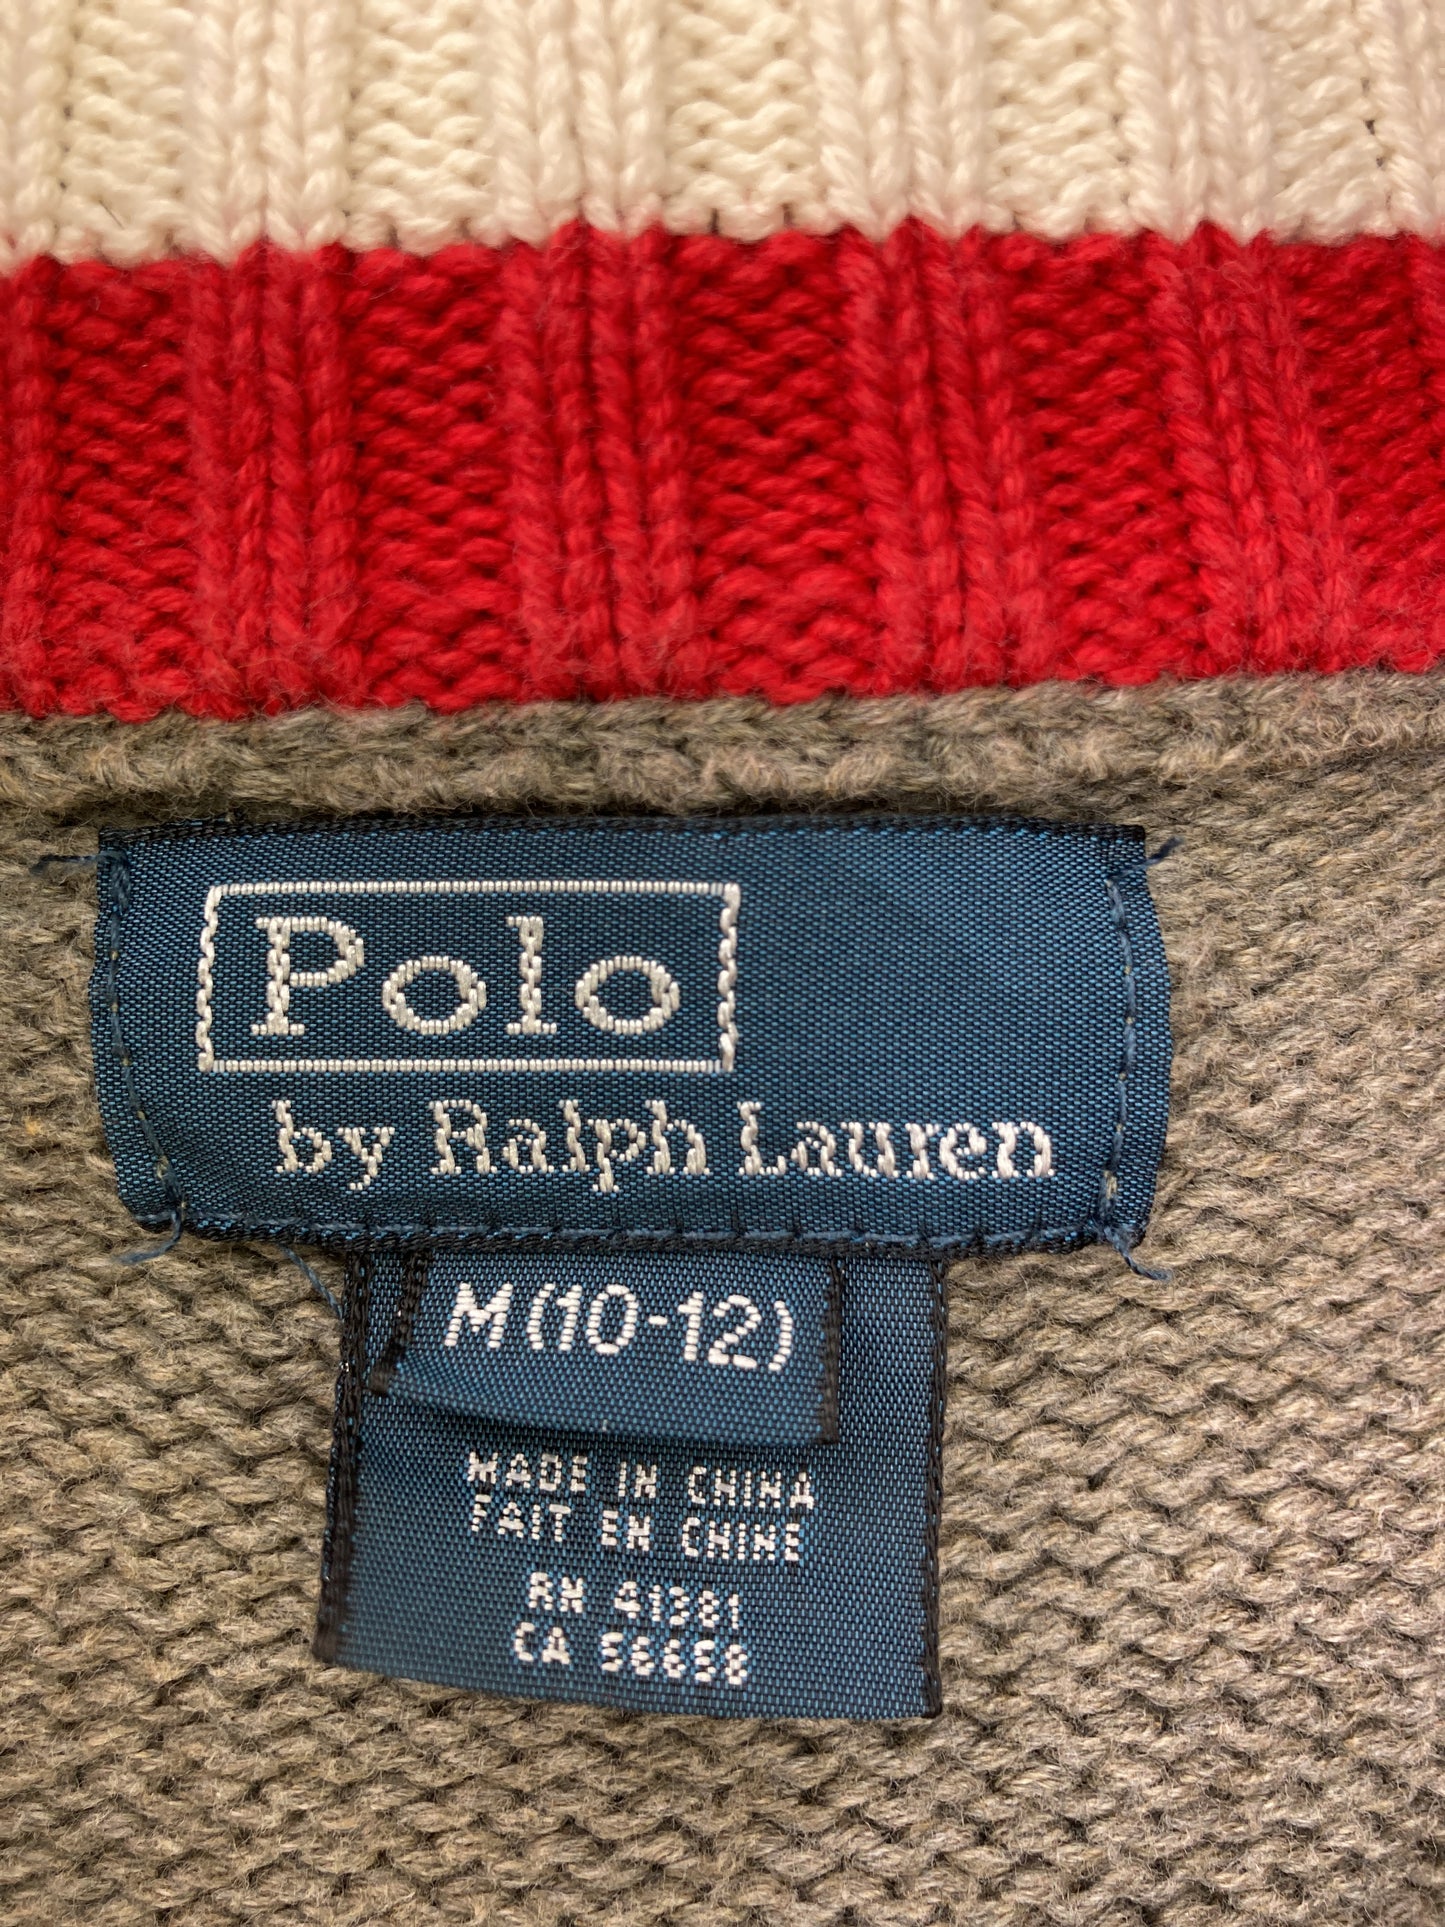 Polo
by Ralph Lauren
M (10-12)
MADE IN CHINA
FAIT EN CHINE
RN 41381
CA 56658